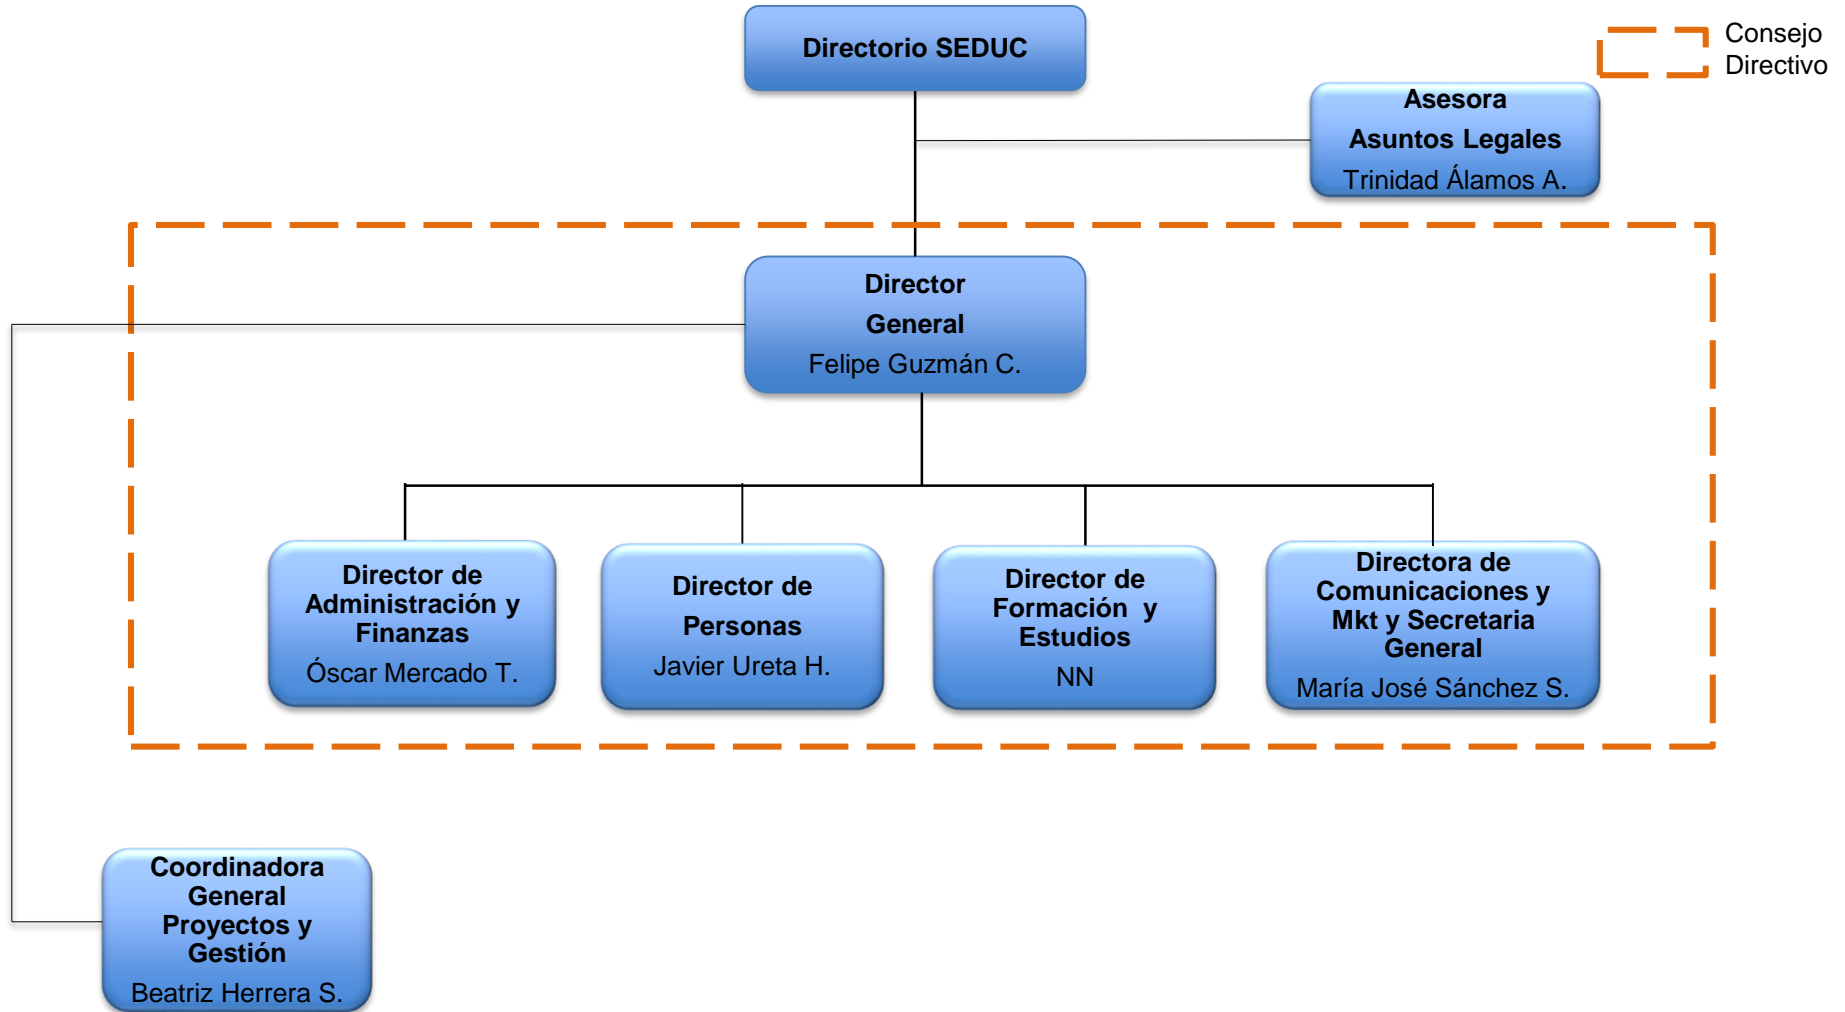 Directorio SEDUC
Consejo
Directivo
Asesora
Asuntos Legales
Trinidad Álamos A.
Director
General
Felipe Guzmán C.
Director de
Administración y
Finanzas
Óscar Mercado T.
Director de
Personas
Javier Ureta H.
Director de
Formación y
Estudios
NN
Directora de
Comunicaciones y
Mkt y Secretaria
General
María José Sánchez S.
Coordinadora
General
Proyectos y
Gestión
Beatriz Herrera S.